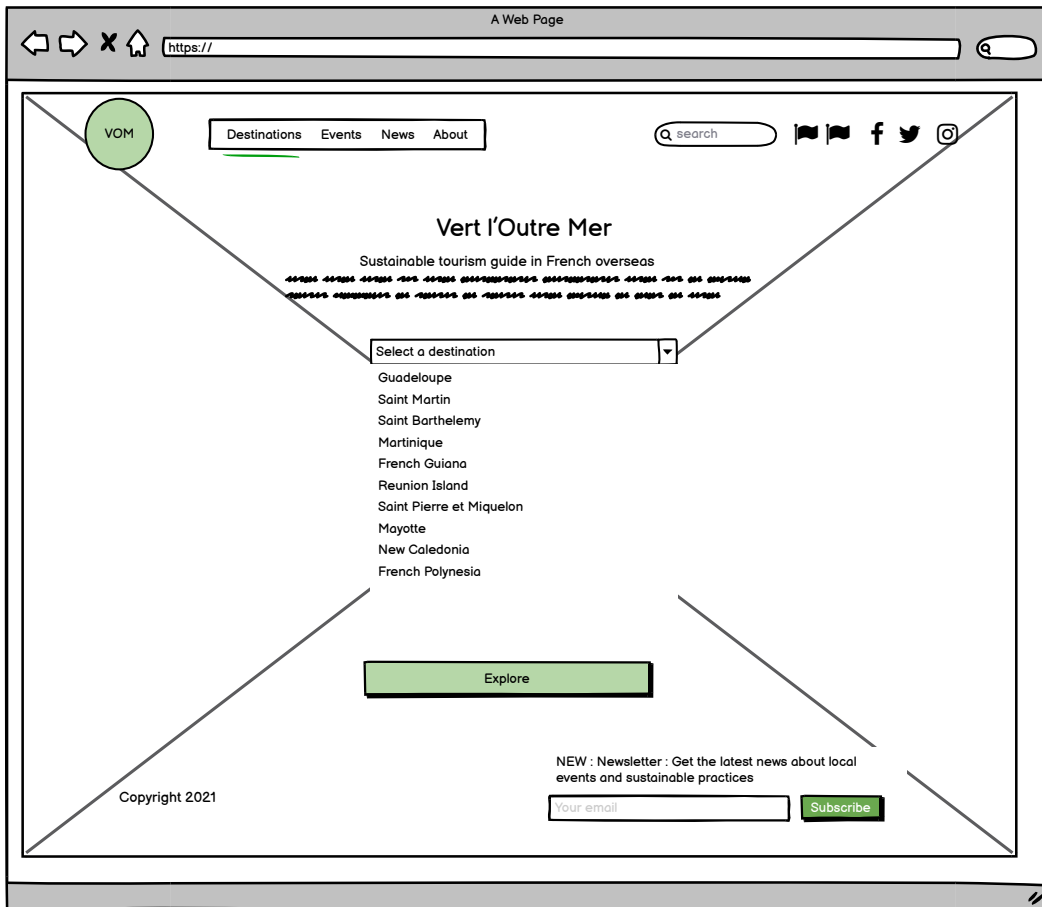 A Web Page
https://
VOM
Destinations Events News About
search
Vert l'Outre Mer
Sustainable tourism guide in French overseas
Select a destination
Guadeloupe
Saint Martin
Saint Barthelemy
Martinique
French Guiana
Reunion Island
Saint Pierre et Miquelon
Mayotte
New Caledonia
French Polynesia
Explore
NEW : Newsletter : Get the latest news about local
events and sustainable practices
Copyright 2021
Your email
Subscribe